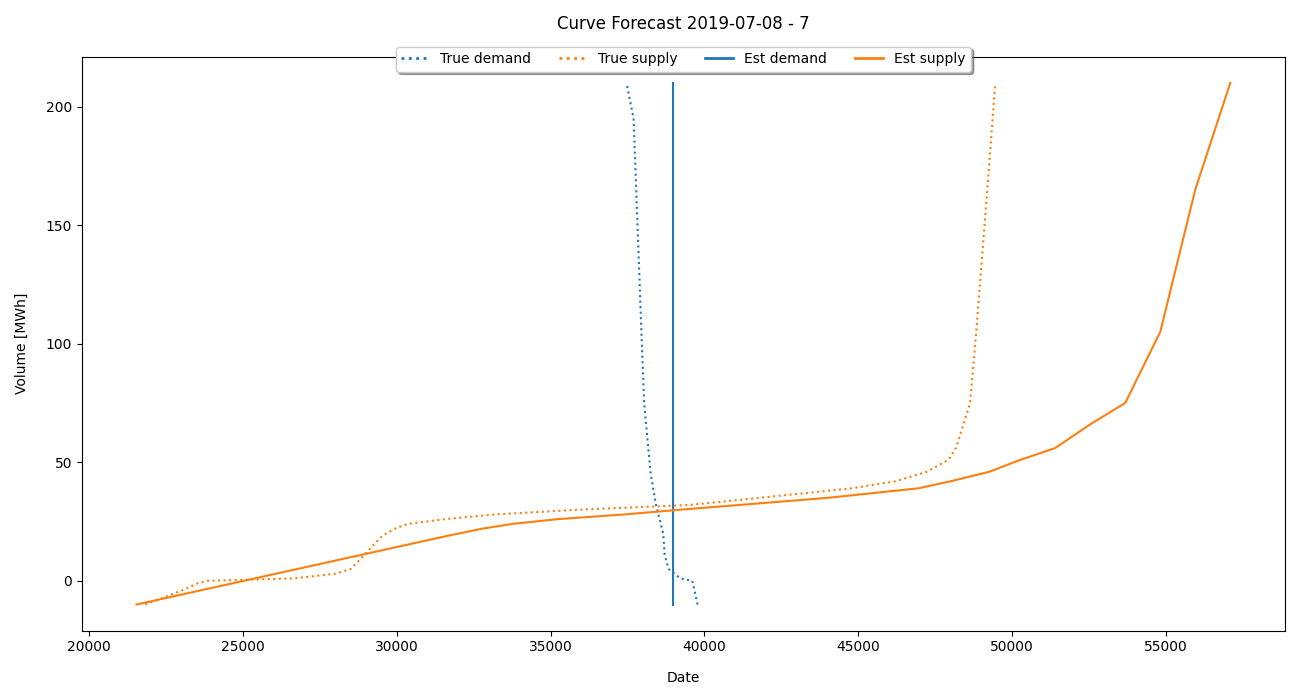 Curve Forecast 2019-07-08 - 7
True demand True supply Est demand Est supply
200
150
100
50
0
Volume [MWh]
20000 25000 30000 35000 40000 45000 50000 55000
Date